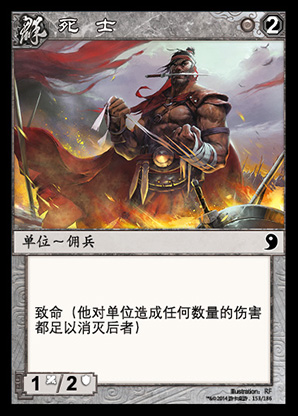 群 死士 2
单位～佣兵
致命（他对单位造成任何数量的伤害
都足以消灭后者）
1 / 2
Illustration: RF
153/186